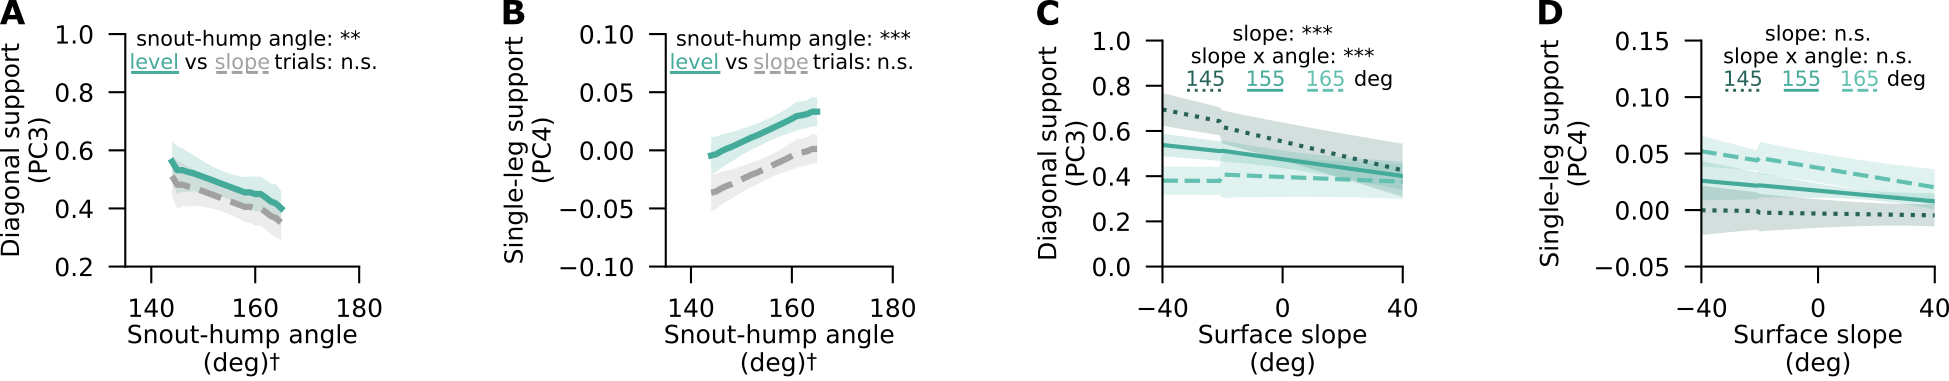 A
Diagonal support
(PC3)
1.0
0.8
0.6
0.4
0.2
snout-hump angle: **
level vs slope trials: n.s.
140
160
180
Snout-hump angle
(deg)†
B
Single-leg support
(PC4)
0.10
0.05
0.00
−0.05
−0.10
snout-hump angle: ***
level vs slope trials: n.s.
140
160
180
Snout-hump angle
(deg)†
C
Diagonal support
(PC3)
1.0
0.8
0.6
0.4
0.2
0.0
slope: ***
slope x angle: ***
145 155 165 deg
−40
0
40
Surface slope
(deg)
D
Single-leg support
(PC4)
0.15
0.10
0.05
0.00
−0.05
slope: n.s.
slope x angle: n.s.
145 155 165 deg
−40
0
40
Surface slope
(deg)